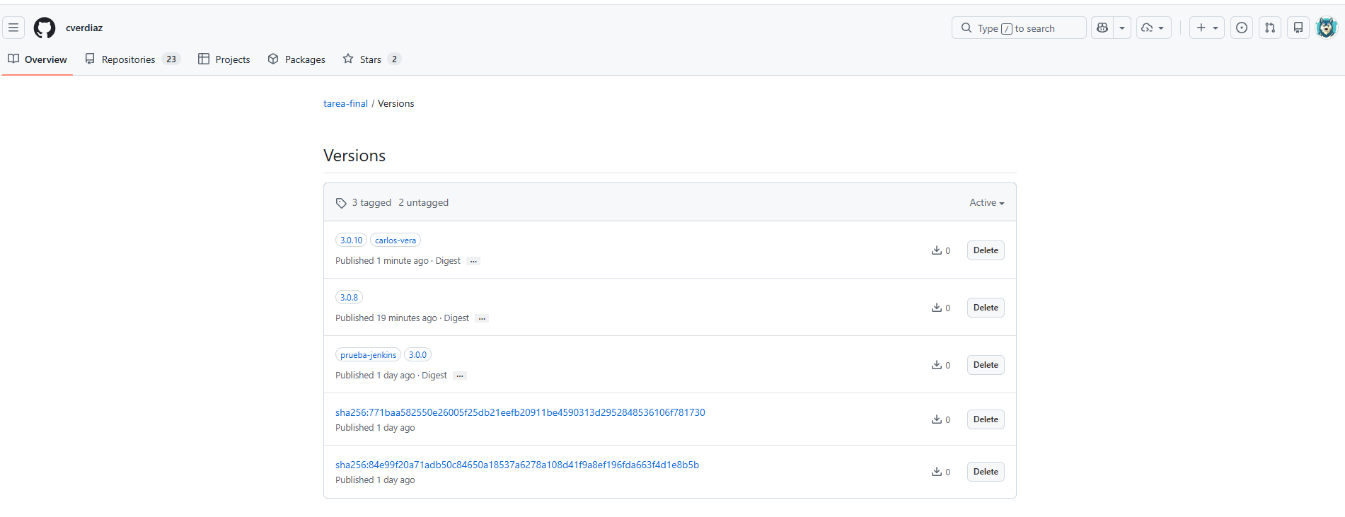 cverdiaz
Type / to search
Overview Repositories 23 Projects Packages Stars 2
tarea-final / Versions
Versions
3 tagged 2 untagged Active
3.0.10 carlos-vera
Published 1 minute ago · Digest ...
0 Delete
3.0.8
Published 19 minutes ago · Digest ...
0 Delete
prueba-jenkins 3.0.0
Published 1 day ago · Digest ...
0 Delete
sha256:771baa582550e26005f25db21eefb20911be4590313d2952848536106f781730
Published 1 day ago
0 Delete
sha256:84e99f20a71adb50c84650a18537a6278a108d41f9a8ef196fda663f4d1e8b5b
Published 1 day ago
0 Delete